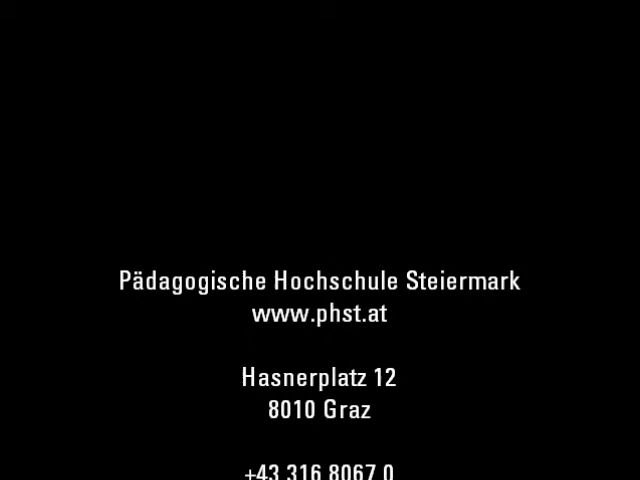 Pädagogische Hochschule Steiermark
www.phst.at
Hasnerplatz 12
8010 Graz
+43 316 8067 0